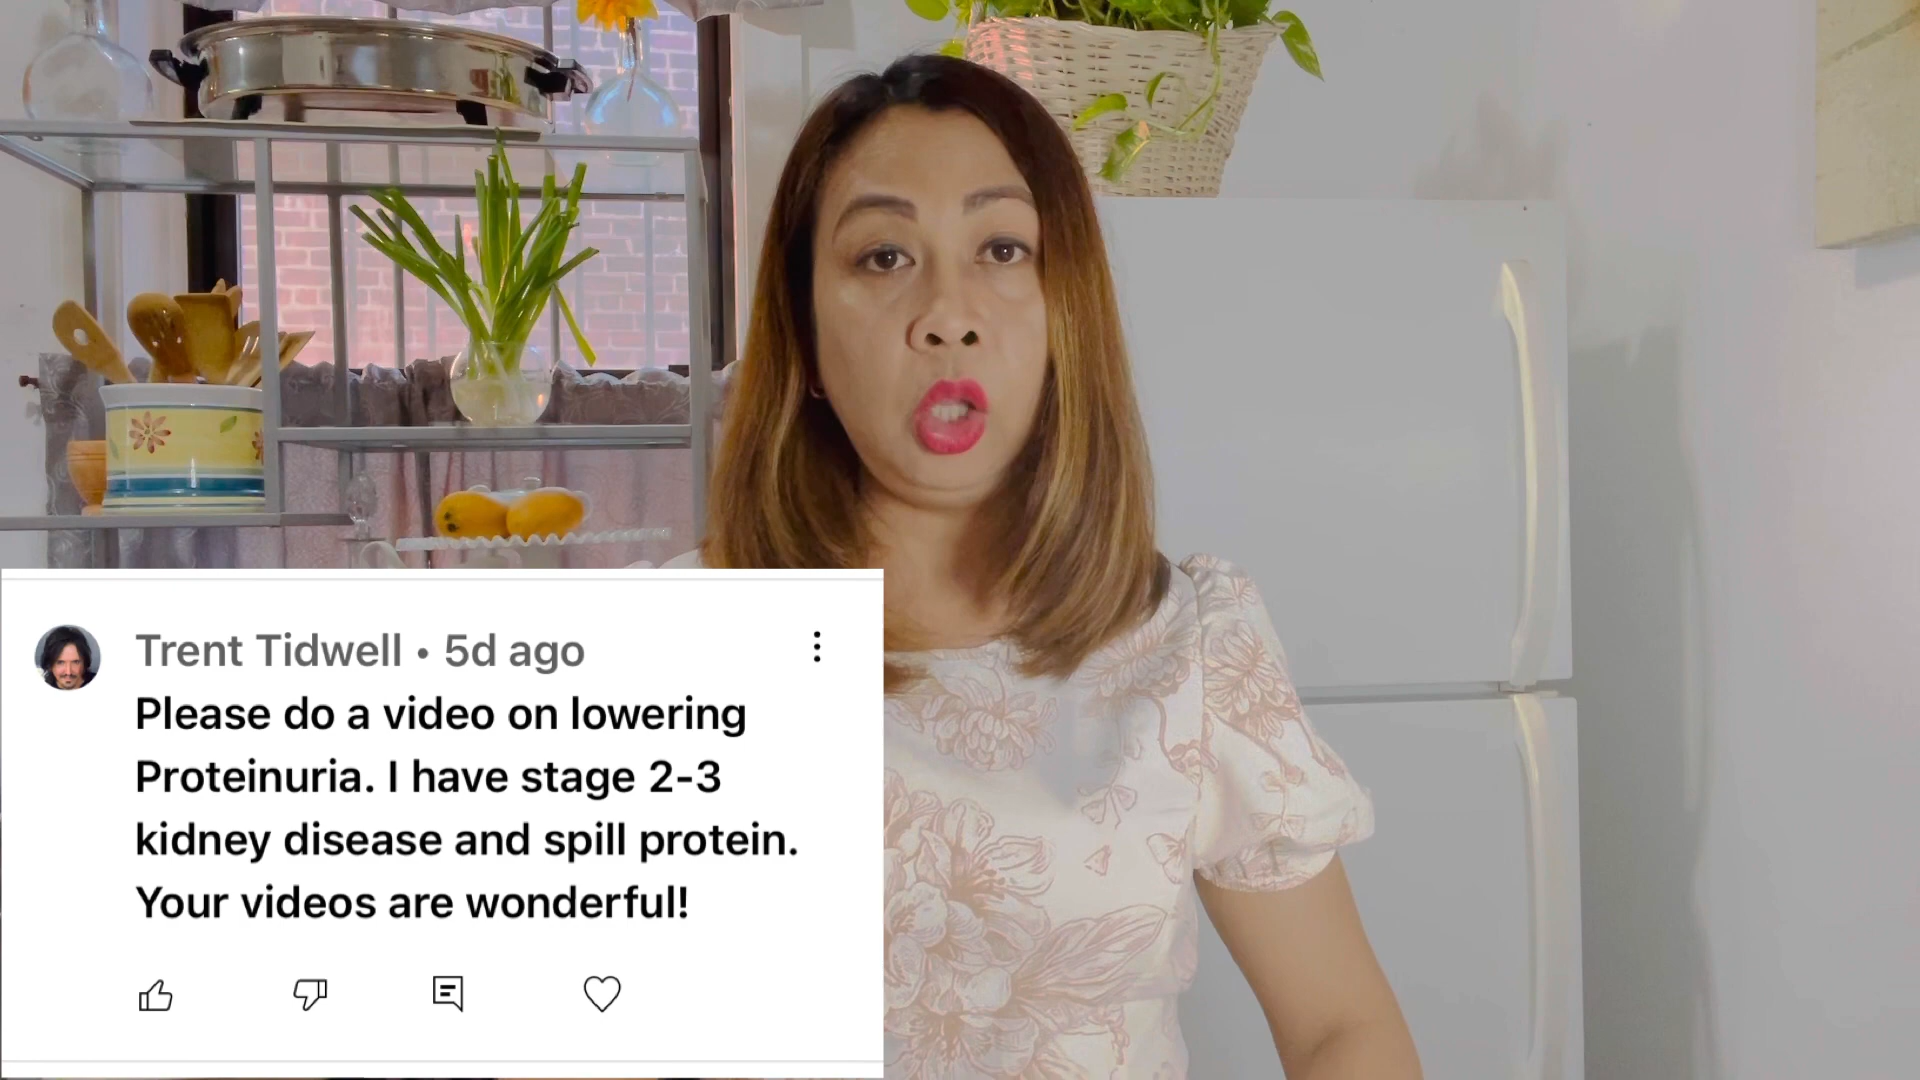 Trent Tidwell • 5d ago
Please do a video on lowering
Proteinuria. I have stage 2-3
kidney disease and spill protein.
Your videos are wonderful!